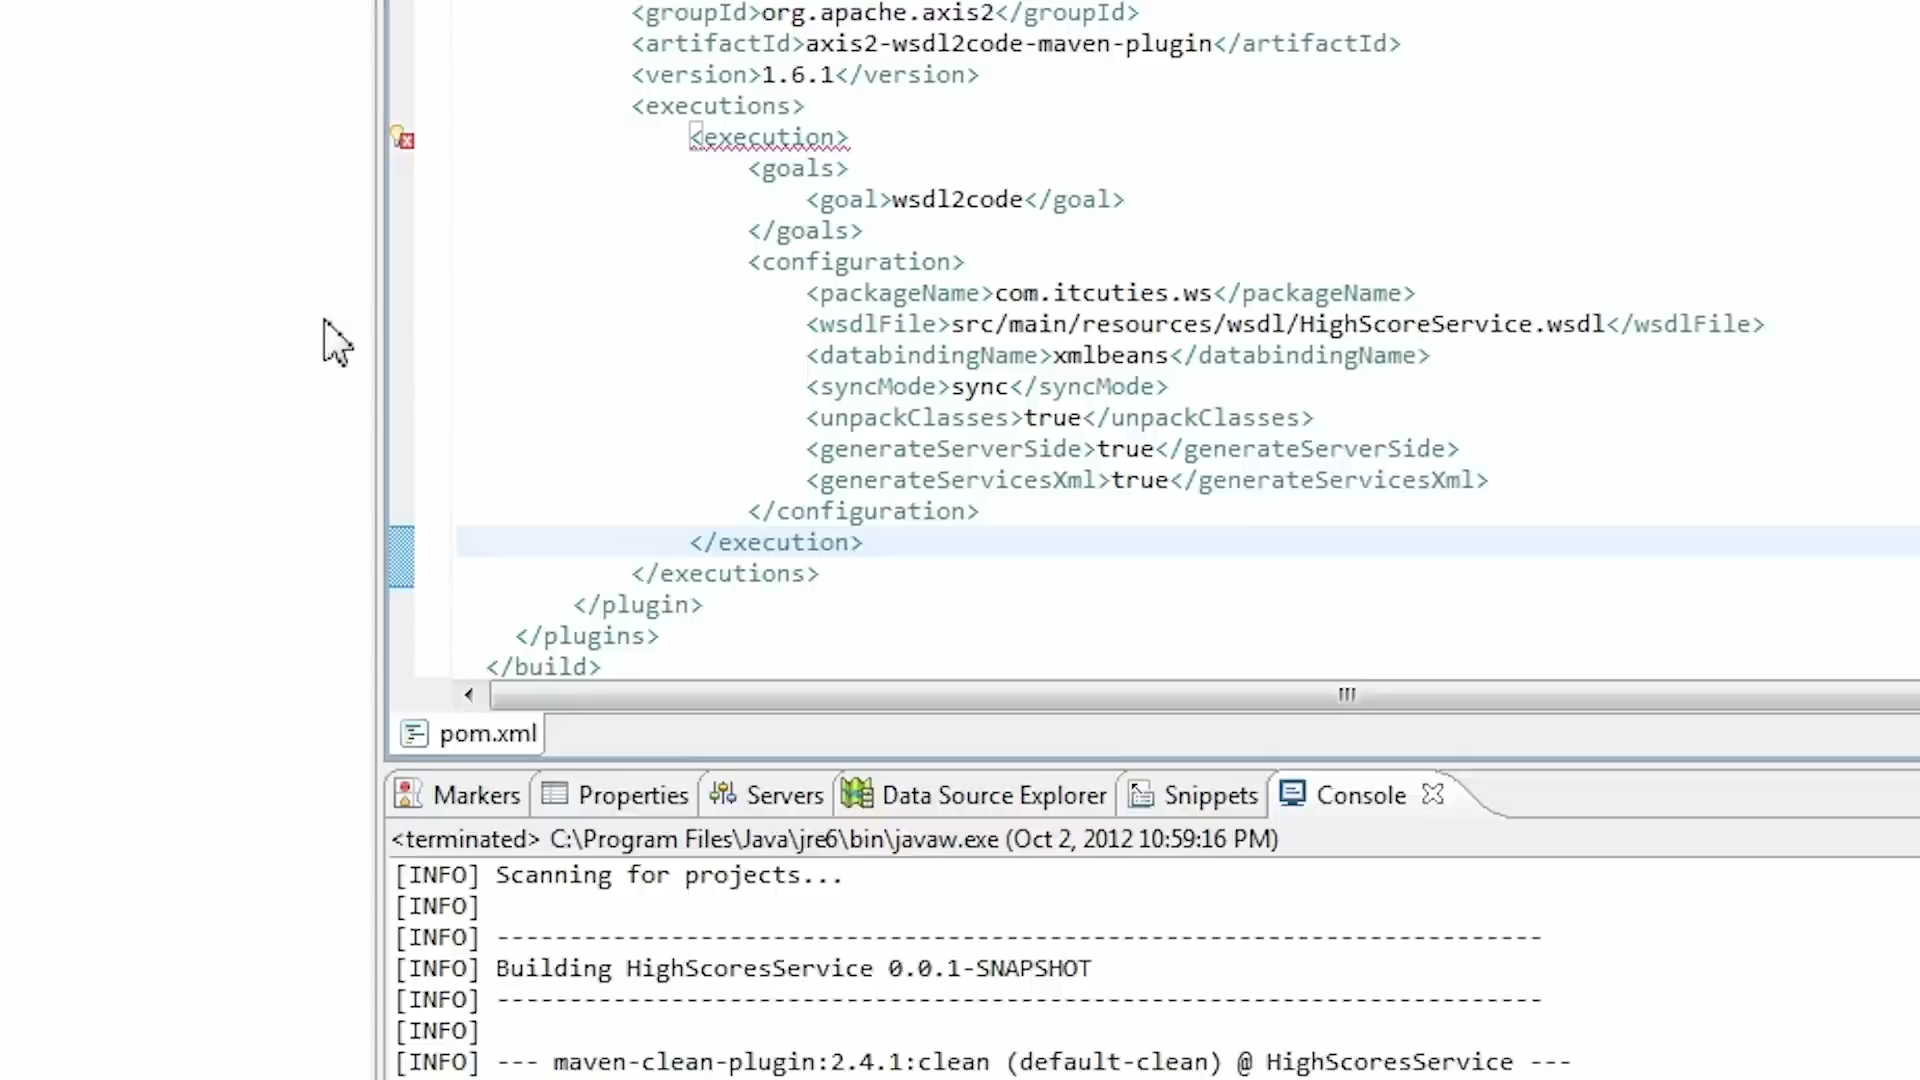 <groupId>org.apache.axis2</groupId>
<artifactId>axis2-wsdl2code-maven-plugin</artifactId>
<version>1.6.1</version>
<executions>
<execution>
<goals>
<goal>wsdl2code</goal>
</goals>
<configuration>
<packageName>com.itcuties.ws</packageName>
<wsdlFile>src/main/resources/wsdl/HighScoreService.wsdl</wsdlFile>
<databindingName>xmlbeans</databindingName>
<syncMode>sync</syncMode>
<unpackClasses>true</unpackClasses>
<generateServerSide>true</generateServerSide>
<generateServicesXml>true</generateServicesXml>
</configuration>
</execution>
</executions>
</plugin>
</plugins>
</build>
pom.xml
Markers Properties Servers Data Source Explorer Snippets Console
<terminated> C:\Program Files\Java\jre6\bin\javaw.exe (Oct 2, 2012 10:59:16 PM)
[INFO] Scanning for projects...
[INFO]
[INFO] ------------------------------------------------------------------------
[INFO] Building HighScoresService 0.0.1-SNAPSHOT
[INFO] ------------------------------------------------------------------------
[INFO]
[INFO] --- maven-clean-plugin:2.4.1:clean (default-clean) @ HighScoresService ---